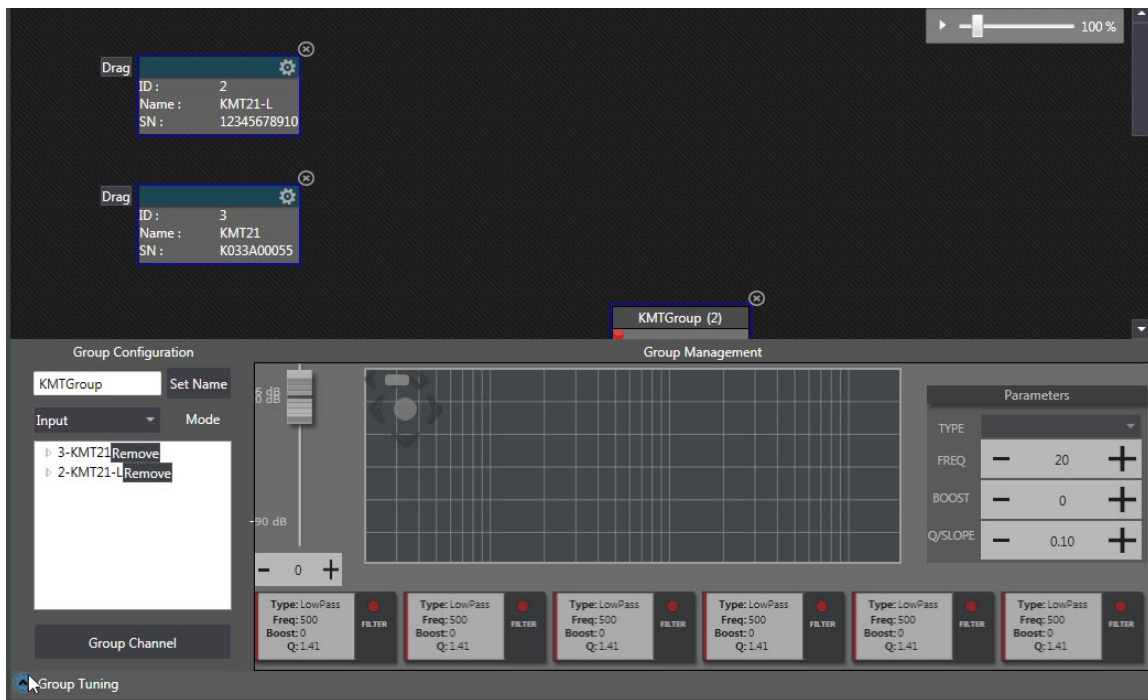 100 %
Drag
ID : 2
Name : KMT21-L
SN : 12345678910
Drag
ID : 3
Name : KMT21
SN : K033A00055
KMTGroup (2)
Group Configuration
Group Management
KMTGroup Set Name
Input Mode
3-KMT21 Remove
2-KMT21-L Remove
Group Channel
6 dB
0 dB
-90 dB
0
Parameters
TYPE
FREQ 20
BOOST 0
Q/SLOPE 0.10
Type: LowPass
Freq: 500
Boost: 0
Q: 1.41
FILTER
Type: LowPass
Freq: 500
Boost: 0
Q: 1.41
FILTER
Type: LowPass
Freq: 500
Boost: 0
Q: 1.41
FILTER
Type: LowPass
Freq: 500
Boost: 0
Q: 1.41
FILTER
Type: LowPass
Freq: 500
Boost: 0
Q: 1.41
FILTER
Type: LowPass
Freq: 500
Boost: 0
Q: 1.41
FILTER
Group Tuning